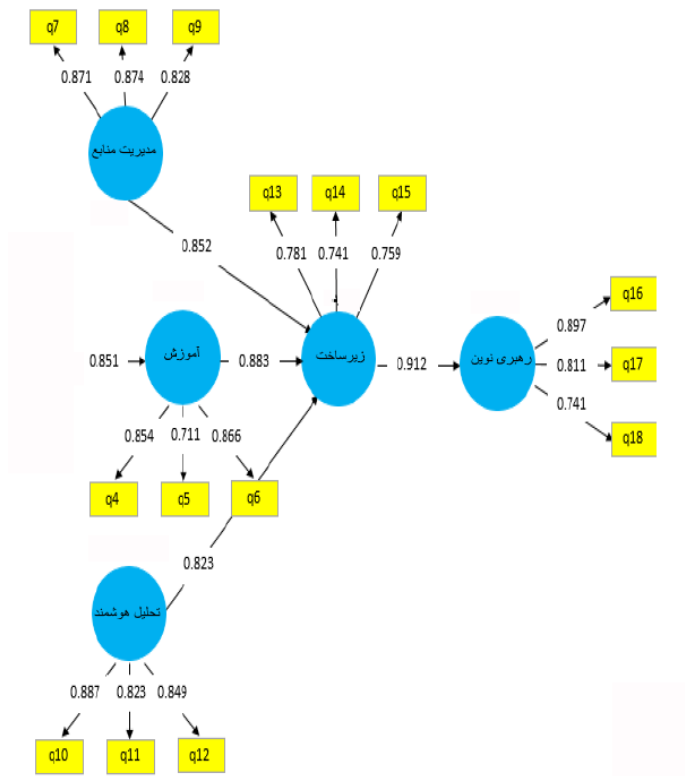 q7
q8
q9
0.871
0.874
0.828
مدیریت منابع
q13
q14
q15
0.852
0.781
0.741
0.759
q16
0.897
0.851
آموزش
0.883
زیرساخت
0.912
رهبری نوین
0.811
q17
0.741
q18
0.854
0.711
0.866
q4
q5
q6
0.823
تحلیل هوشمند
0.887
0.823
0.849
q10
q11
q12